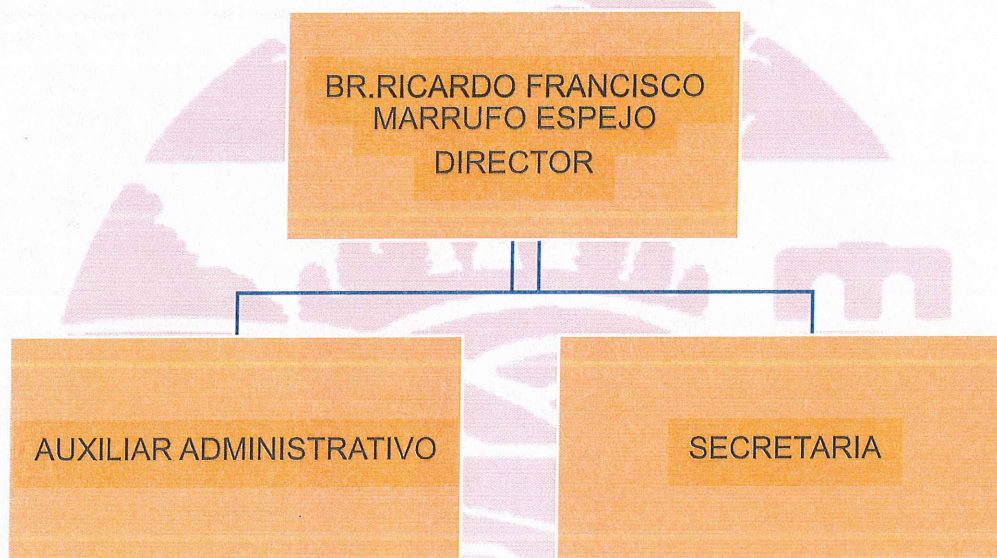 BR.RICARDO FRANCISCO
MARRUFO ESPEJO
DIRECTOR
AUXILIAR ADMINISTRATIVO
SECRETARIA